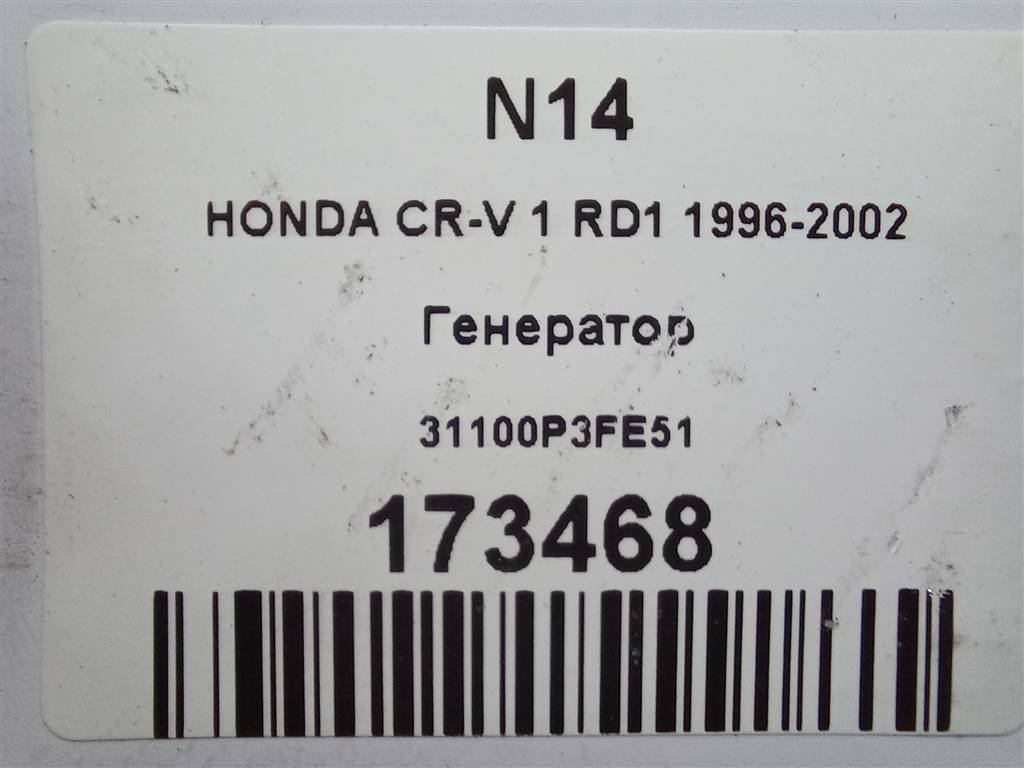 N14
HONDA CR-V 1 RD1 1996-2002
Генератор
31100P3FE51
173468